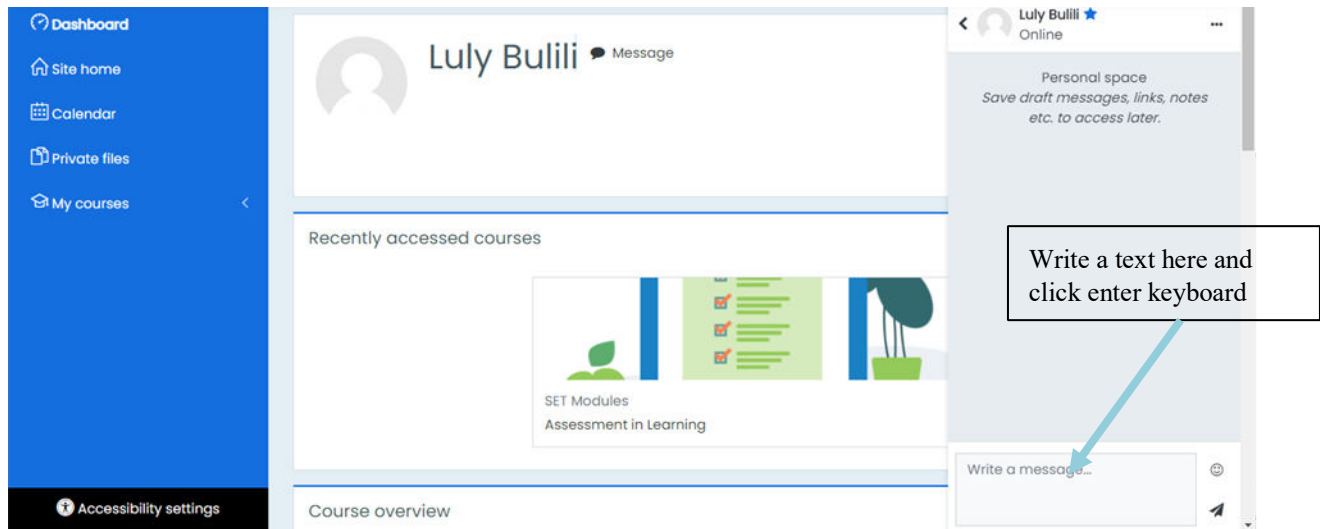 Dashboard
Site home
Calendar
Private files
My courses
Accessibility settings
Luly Bulili Message
Recently accessed courses
SET Modules
Assessment in Learning
Course overview
Luly Bulili
Online
Personal space
Save draft messages, links, notes
etc. to access later.
Write a text here and
click enter keyboard
Write a message...